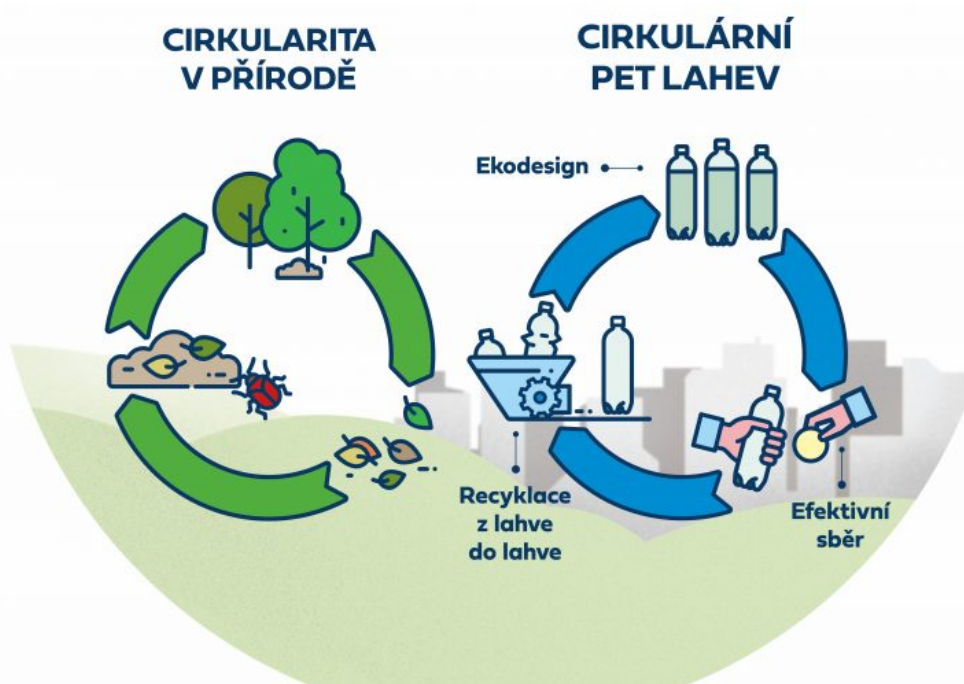 CIRKULARITA
V PŘÍRODĚ
CIRKULÁRNÍ
PET LAHEV
Ekodesign
Recyklace
z lahve
do lahve
Efektivní
sběr